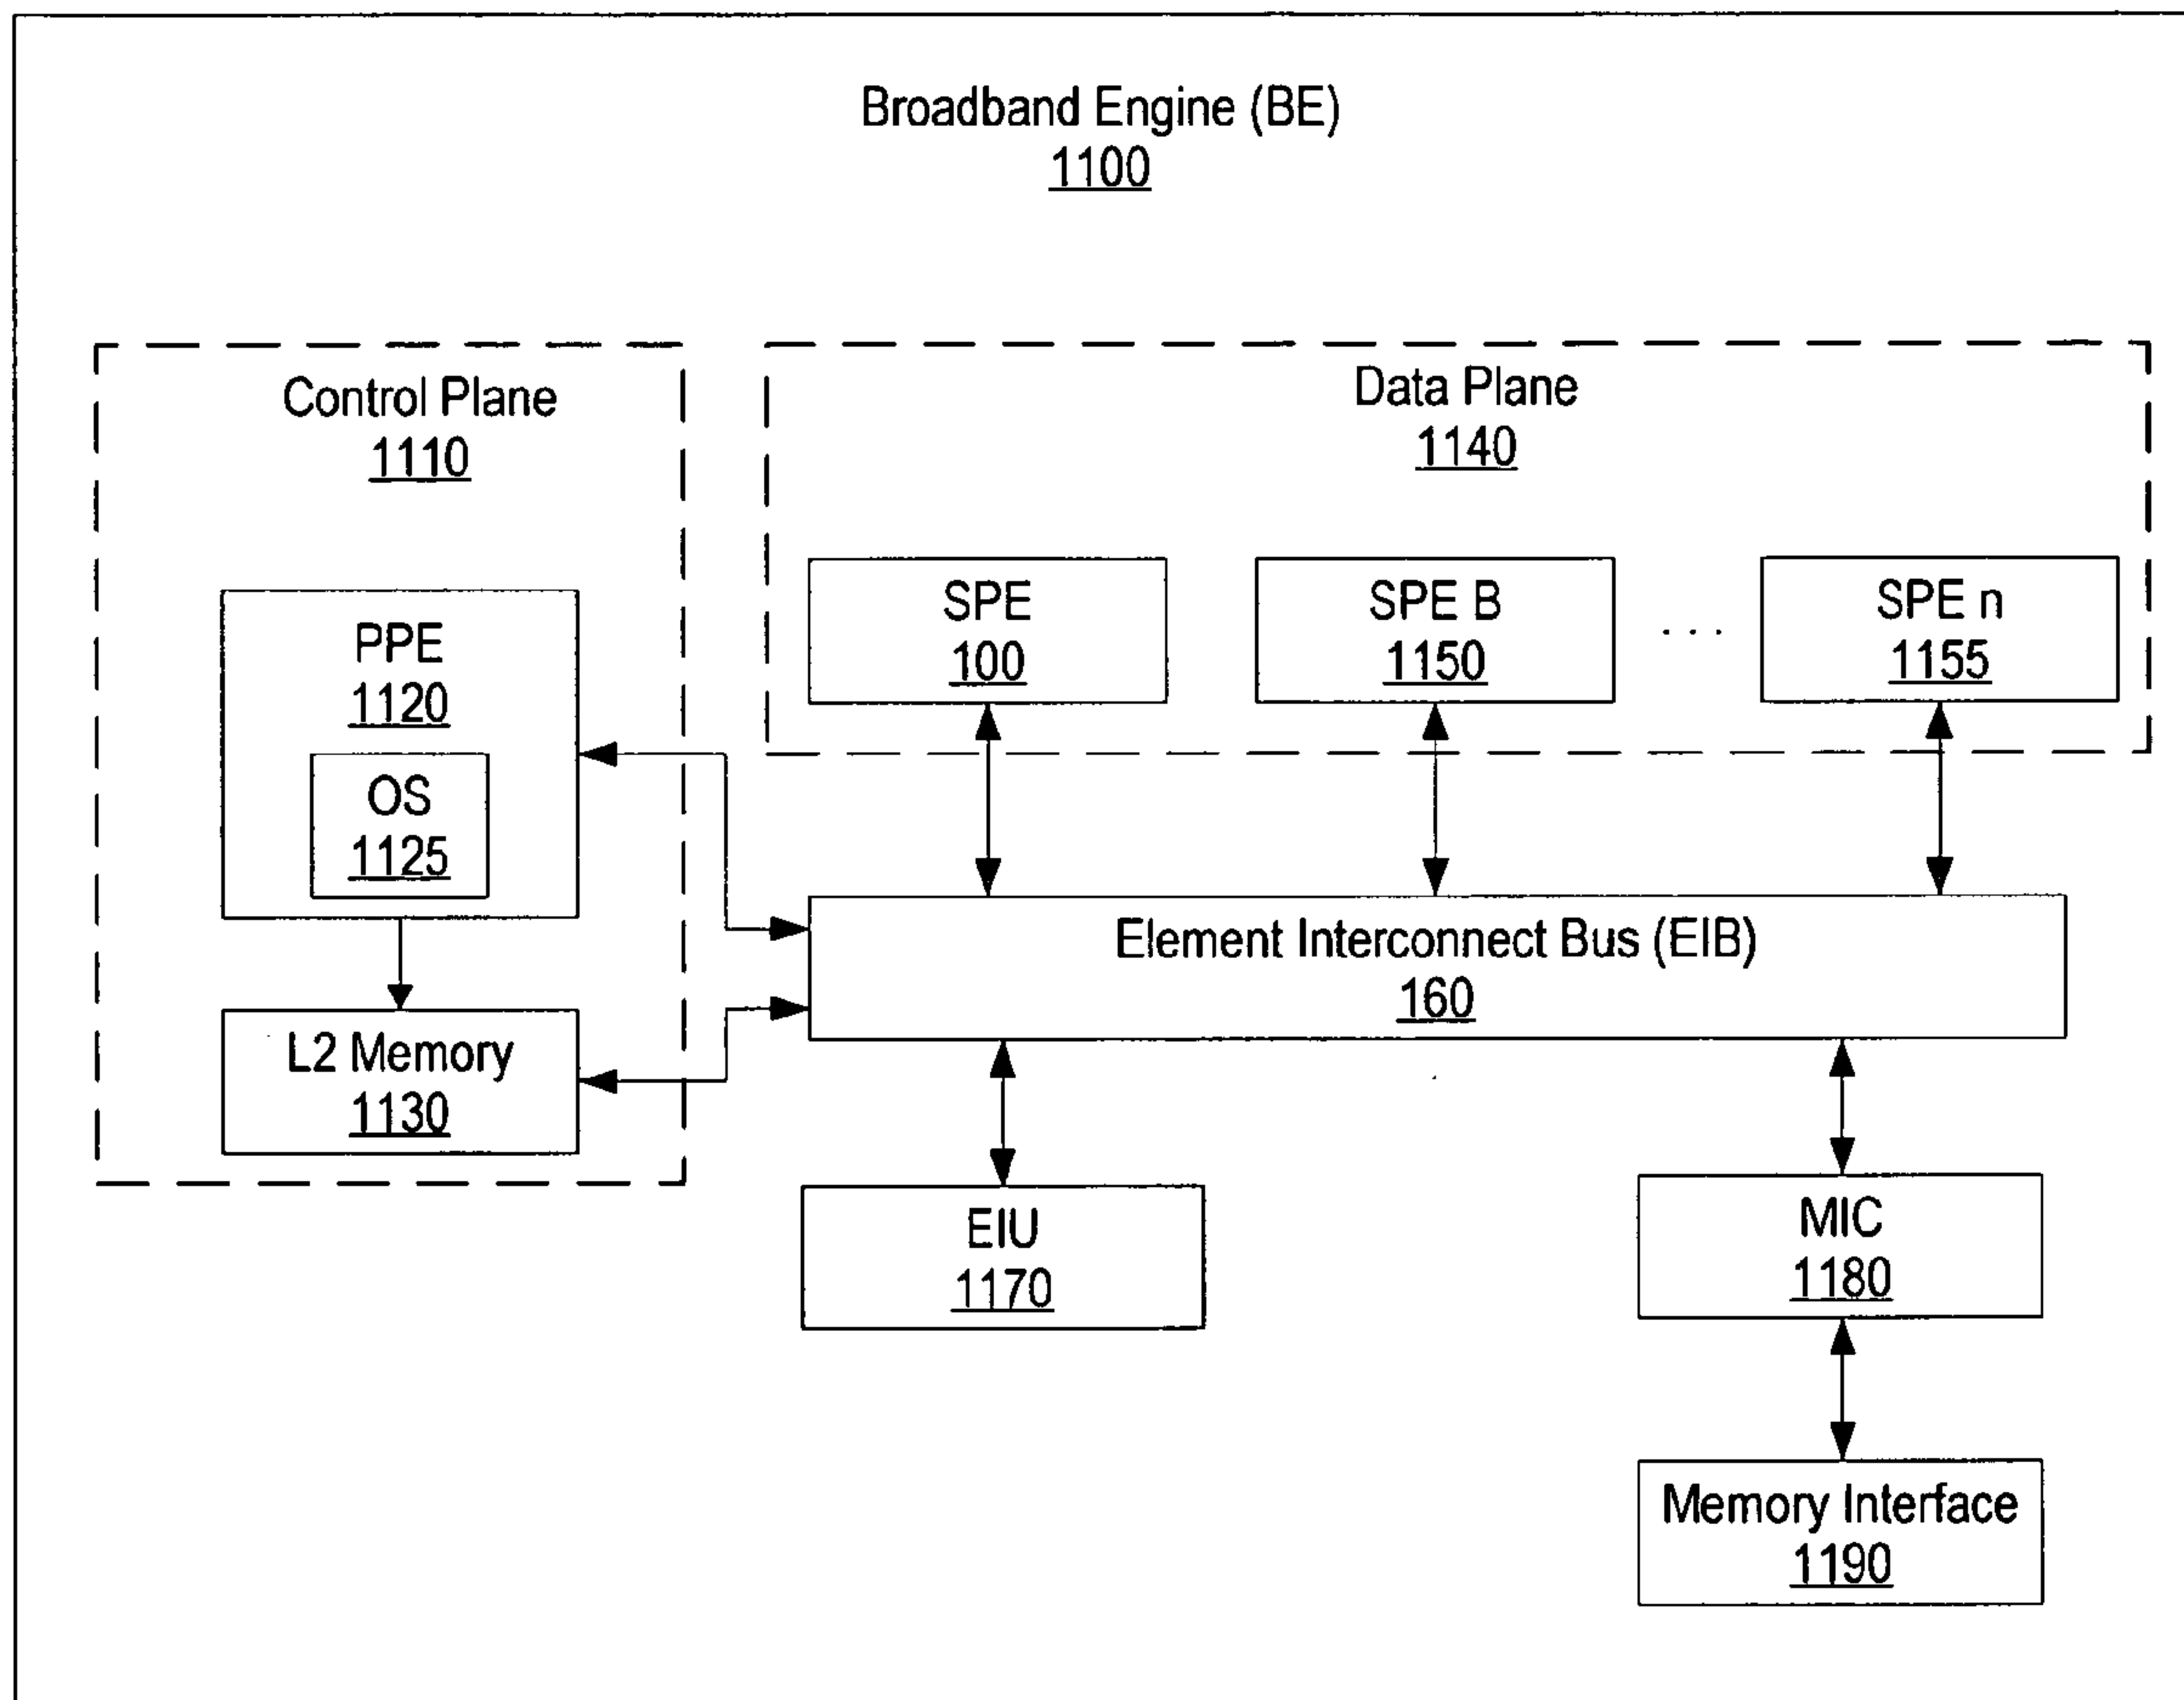 Broadband Engine (BE)
1100
Control Plane
1110
Data Plane
1140
PPE
1120
OS
1125
L2 Memory
1130
SPE
100
SPE B
1150
. . .
SPE n
1155
Element Interconnect Bus (EIB)
160
EIU
1170
MIC
1180
Memory Interface
1190